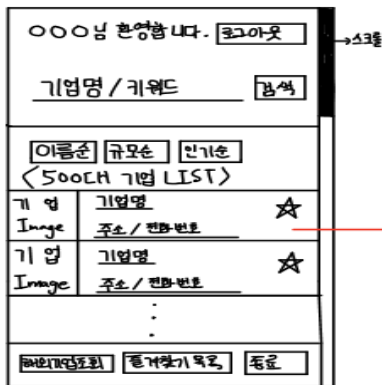 ○○○님 환영합니다. 로그아웃
→스크롤
기업명 / 키워드 검색
이름순 규모순 인기순
<500대 기업 LIST>
기업 Image 기업명 주소 / 전화번호
기업 Image 기업명 주소 / 전화번호
해외기업조회 즐겨찾기 목록 종료